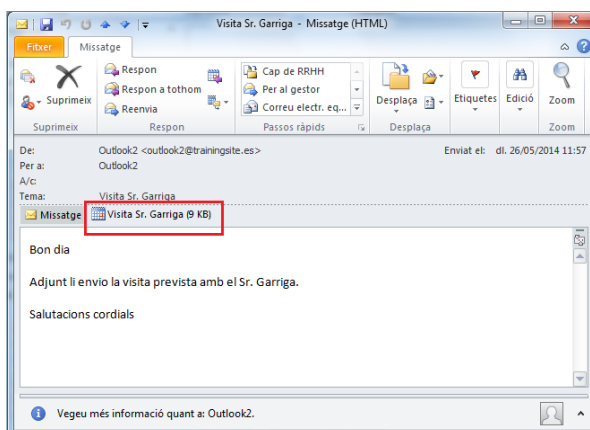 Visita Sr. Garriga - Missatge (HTML)
Fitxer Missatge
Suprimeix
Respon
Respon a tothom
Reenvia
Cap de RRHH
Per al gestor
Correu electr. eq...
Desplaça
Etiquetes
Edició
Zoom
Suprimeix Respon Passos ràpids Desplaça Zoom
De: Outlook2 <outlook2@trainingsite.es> Enviat el: dl. 26/05/2014 11:57
Per a: Outlook2
A/c:
Tema: Visita Sr. Garriga
Missatge Visita Sr. Garriga (9 KB)
Bon dia
Adjunt li envio la visita prevista amb el Sr. Garriga.
Salutacions cordials
Vegeu més informació quant a: Outlook2.